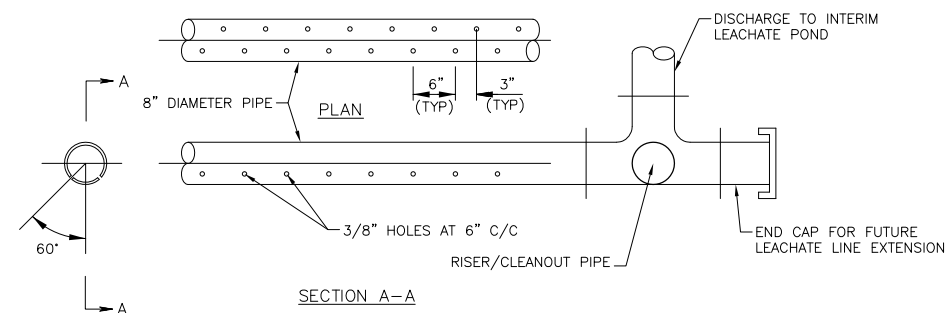 DISCHARGE TO INTERIM
LEACHATE POND
A
6"
(TYP)
3"
(TYP)
8" DIAMETER PIPE
PLAN
60°
3/8" HOLES AT 6" C/C
END CAP FOR FUTURE
LEACHATE LINE EXTENSION
RISER/CLEANOUT PIPE
SECTION A-A
A